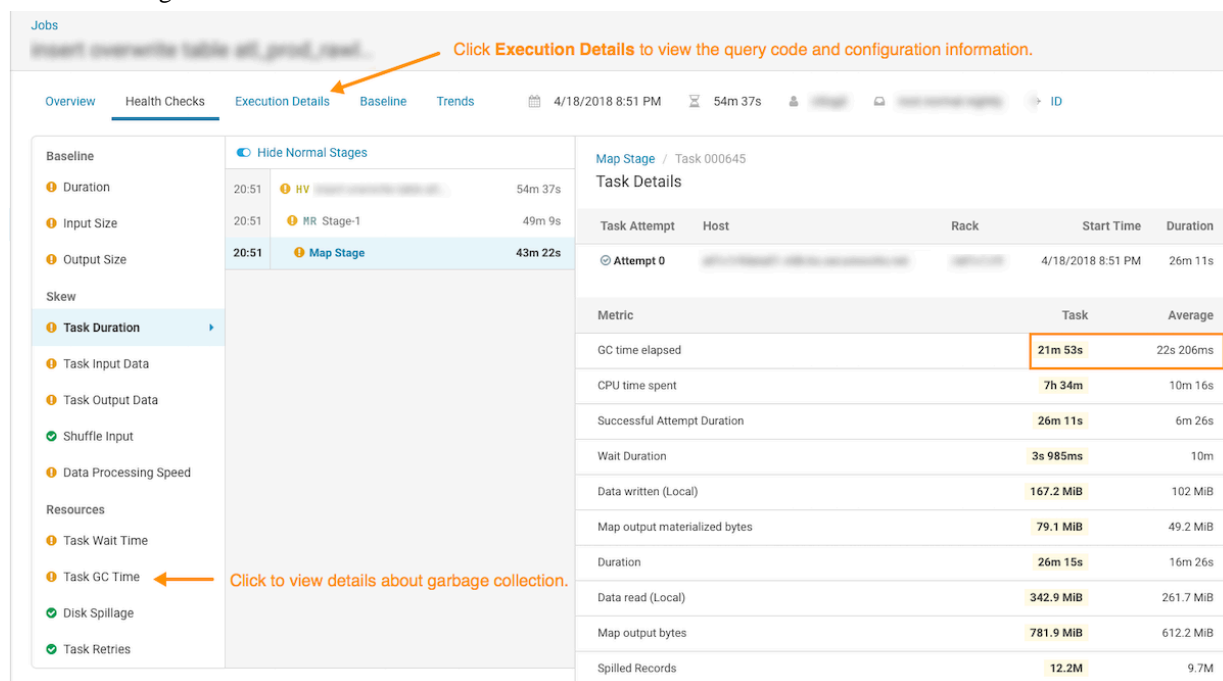 Jobs
Click Execution Details to view the query code and configuration information.
Overview Health Checks Execution Details Baseline Trends 4/18/2018 8:51 PM 54m 37s ID
Baseline
Duration
Input Size
Output Size
Skew
Task Duration
Task Input Data
Task Output Data
Shuffle Input
Data Processing Speed
Resources
Task Wait Time
Task GC Time
Disk Spillage
Task Retries
Click to view details about garbage collection.
Hide Normal Stages
20:51 HV 54m 37s
20:51 MR Stage-1 49m 9s
20:51 Map Stage 43m 22s
Map Stage / Task 000645
Task Details
Task Attempt Host Rack Start Time Duration
Attempt 0 4/18/2018 8:51 PM 26m 11s
Metric Task Average
GC time elapsed 21m 53s 22s 206ms
CPU time spent 7h 34m 10m 16s
Successful Attempt Duration 26m 11s 6m 26s
Wait Duration 3s 985ms 10m
Data written (Local) 167.2 MiB 102 MiB
Map output materialized bytes 79.1 MiB 49.2 MiB
Duration 26m 15s 16m 26s
Data read (Local) 342.9 MiB 261.7 MiB
Map output bytes 781.9 MiB 612.2 MiB
Spilled Records 12.2M 9.7M